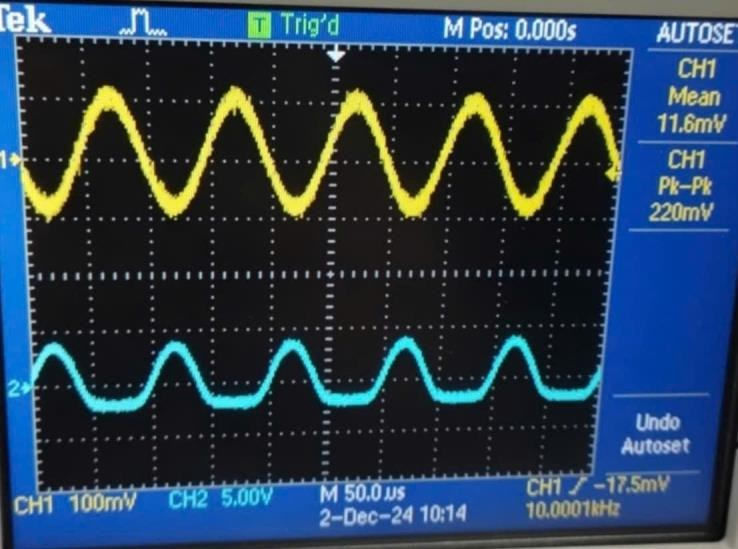 Tek T Trig'd M Pos: 0.000s AUTOSET
CH1
Mean
11.6mV
1
CH1
Pk-Pk
220mV
2
Undo
Autoset
CH1 100mV CH2 5.00V M 50.0µs CH1 -17.5mV
2-Dec-24 10:14 10.0001kHz